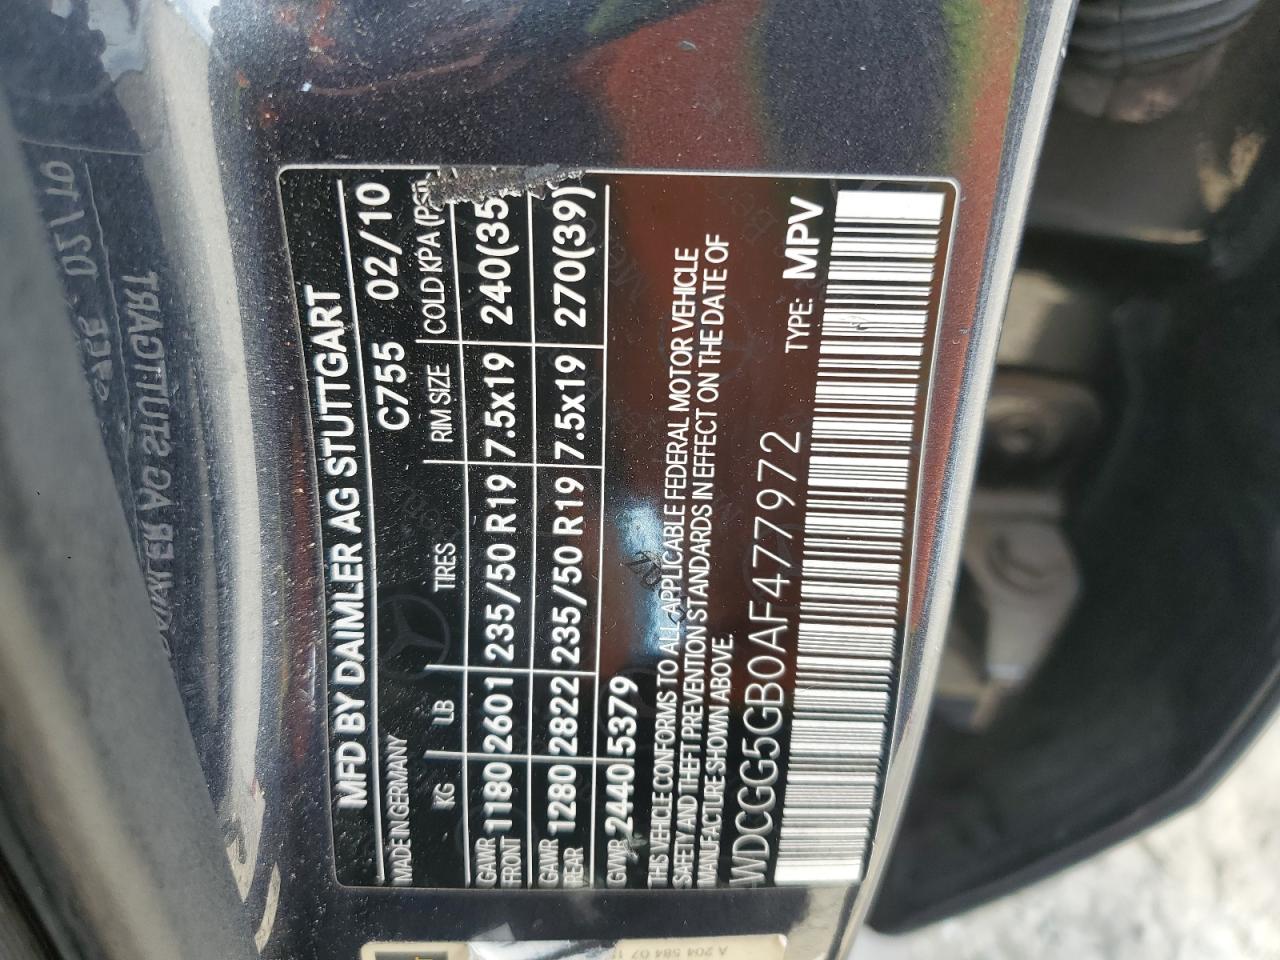 MFD BY DAIMLER AG STUTTGART
MADE IN GERMANY C755 02/10
KG LB TIRES RIM SIZE COLD KPA
GAWR FRONT 1180 2601 235/50 R19 7.5x19 240(35
GAWR REAR 1280 2822 235/50 R19 7.5x19 270(39)
GVWR 2440 5379
THIS VEHICLE CONFORMS TO ALL APPLICABLE FEDERAL MOTOR VEHICLE
SAFETY AND THEFT PREVENTION STANDARDS IN EFFECT ON THE DATE OF
MANUFACTURE SHOWN ABOVE.
WDCGG5GB0AF477972 TYPE: MPV
A 204 584 07